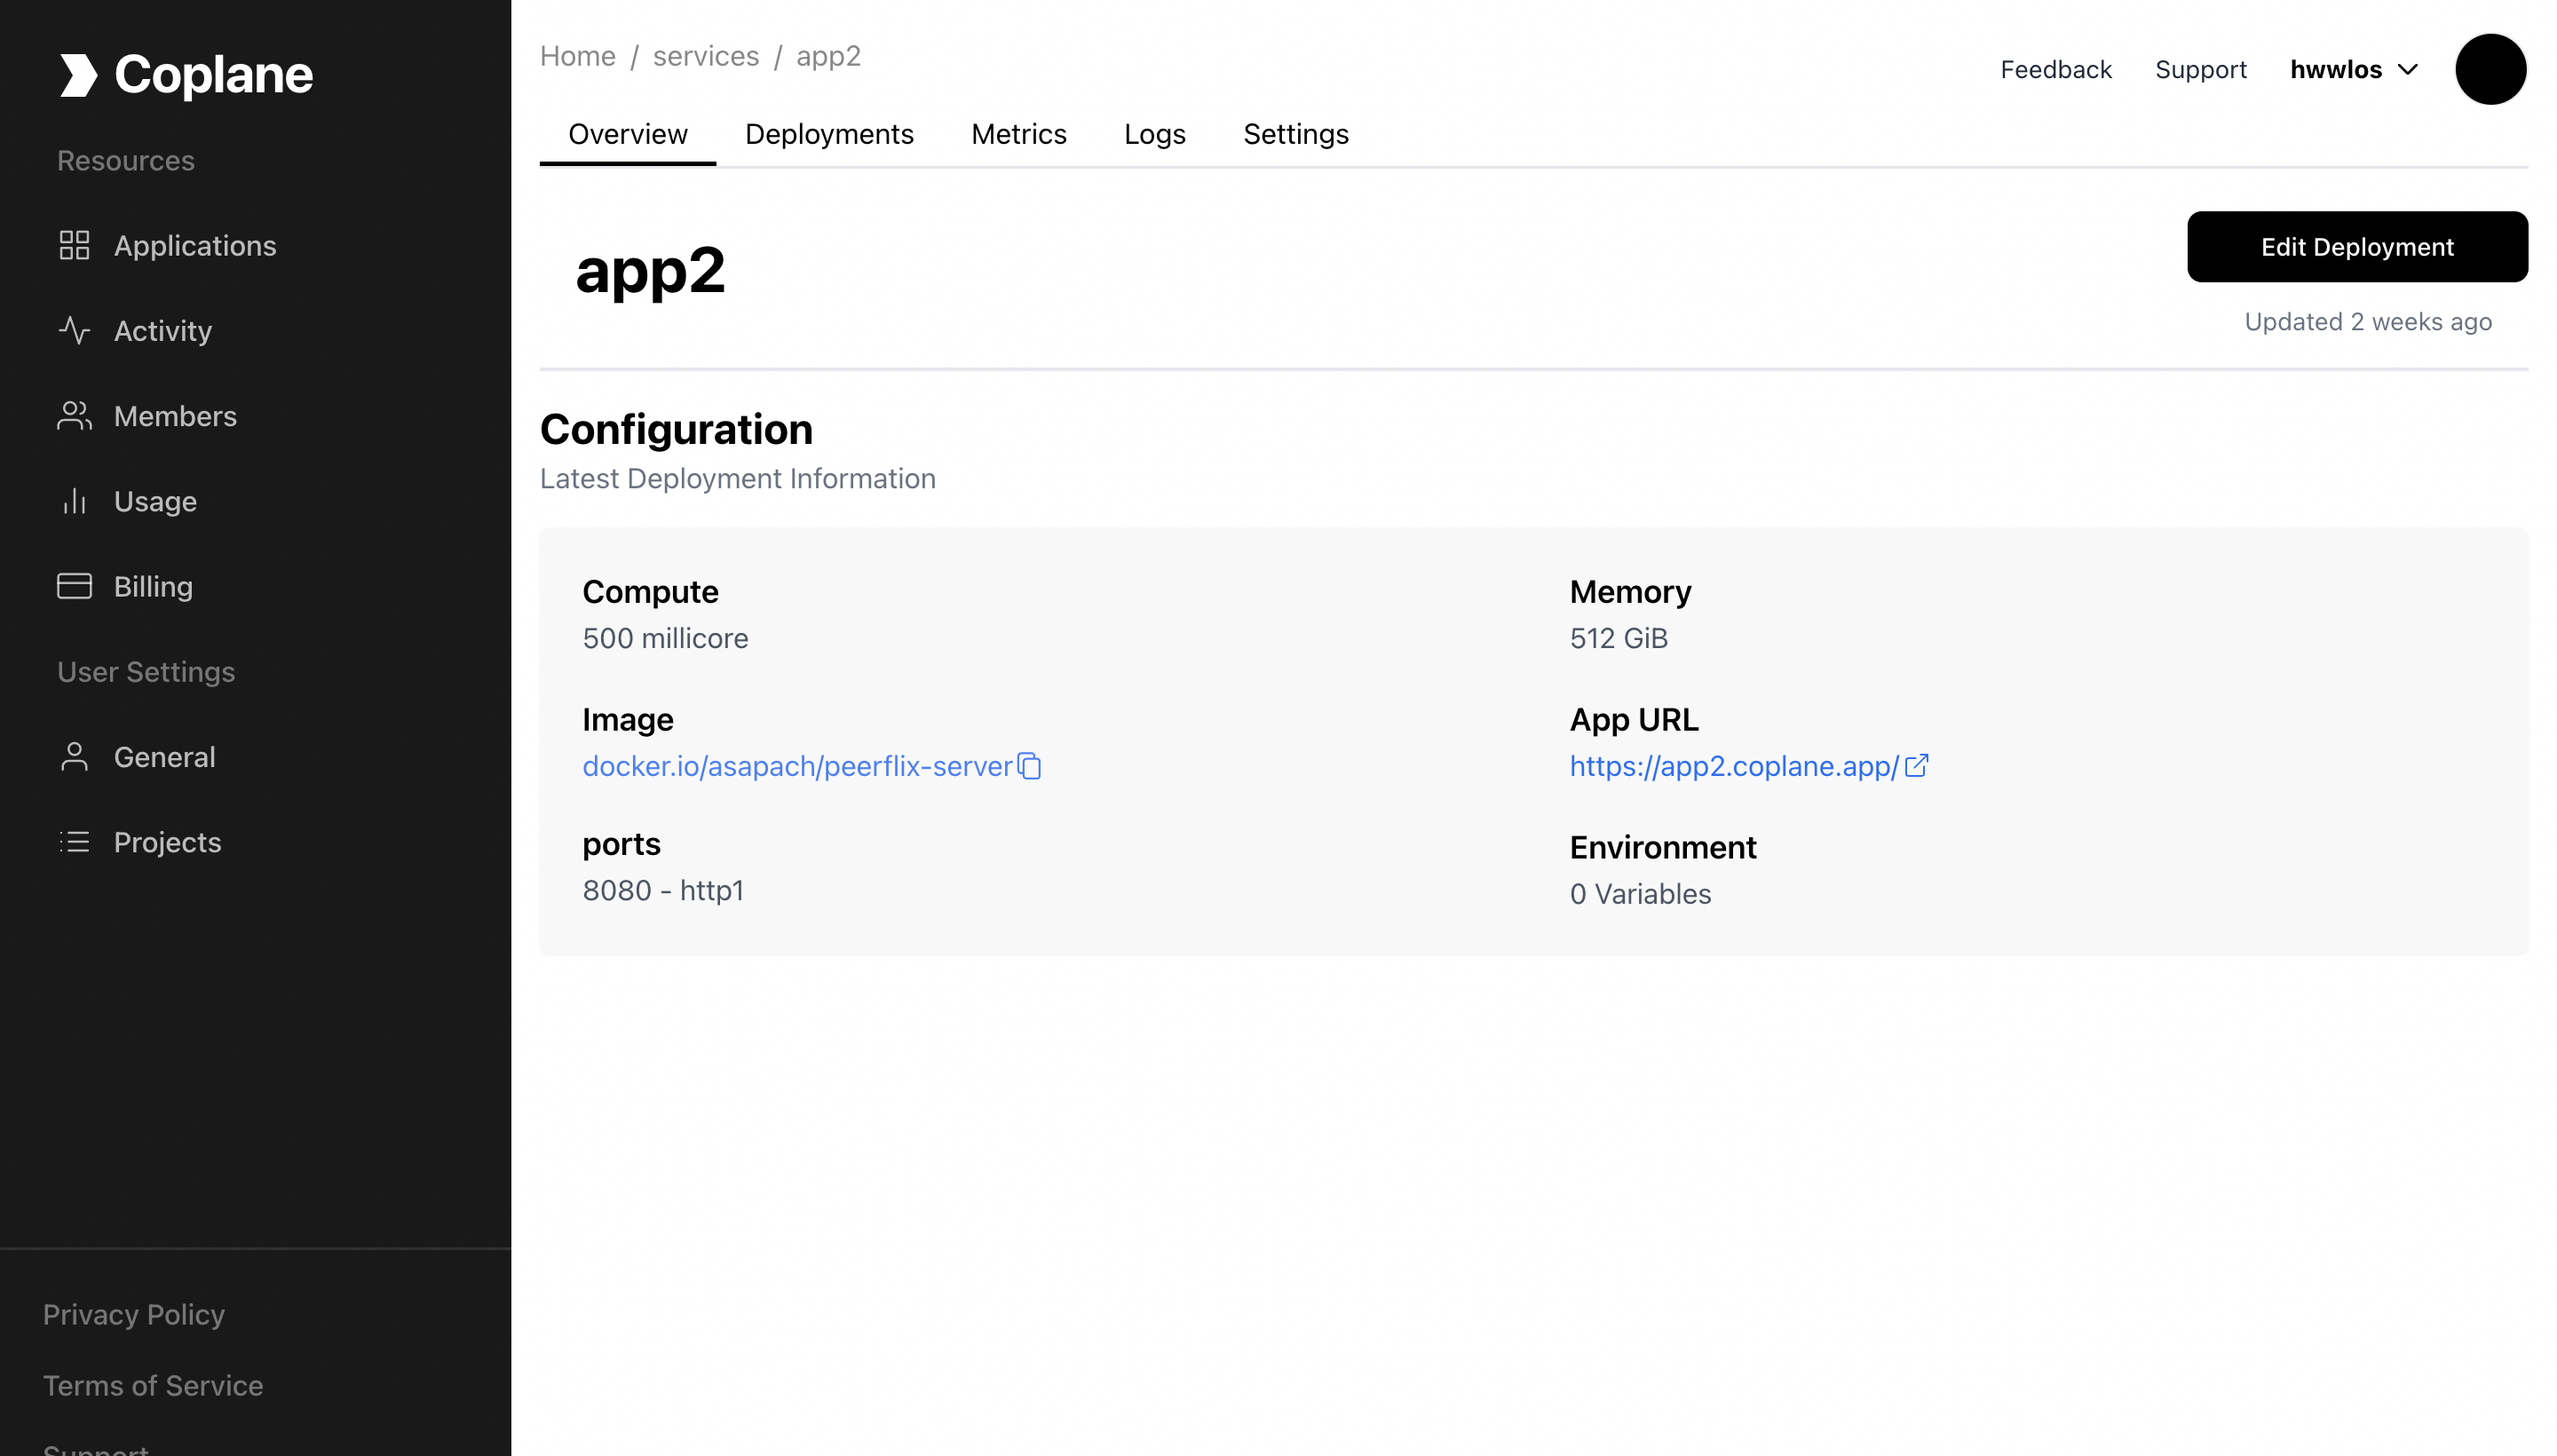 Coplane
Resources
Applications
Activity
Members
Usage
Billing
User Settings
General
Projects
Privacy Policy
Terms of Service
Support
Home / services / app2
Feedback Support hwwlos
Overview Deployments Metrics Logs Settings
app2
Edit Deployment
Updated 2 weeks ago
Configuration
Latest Deployment Information
Compute
500 millicore
Memory
512 GiB
Image
docker.io/asapach/peerflix-server
App URL
https://app2.coplane.app/
ports
8080 - http1
Environment
0 Variables